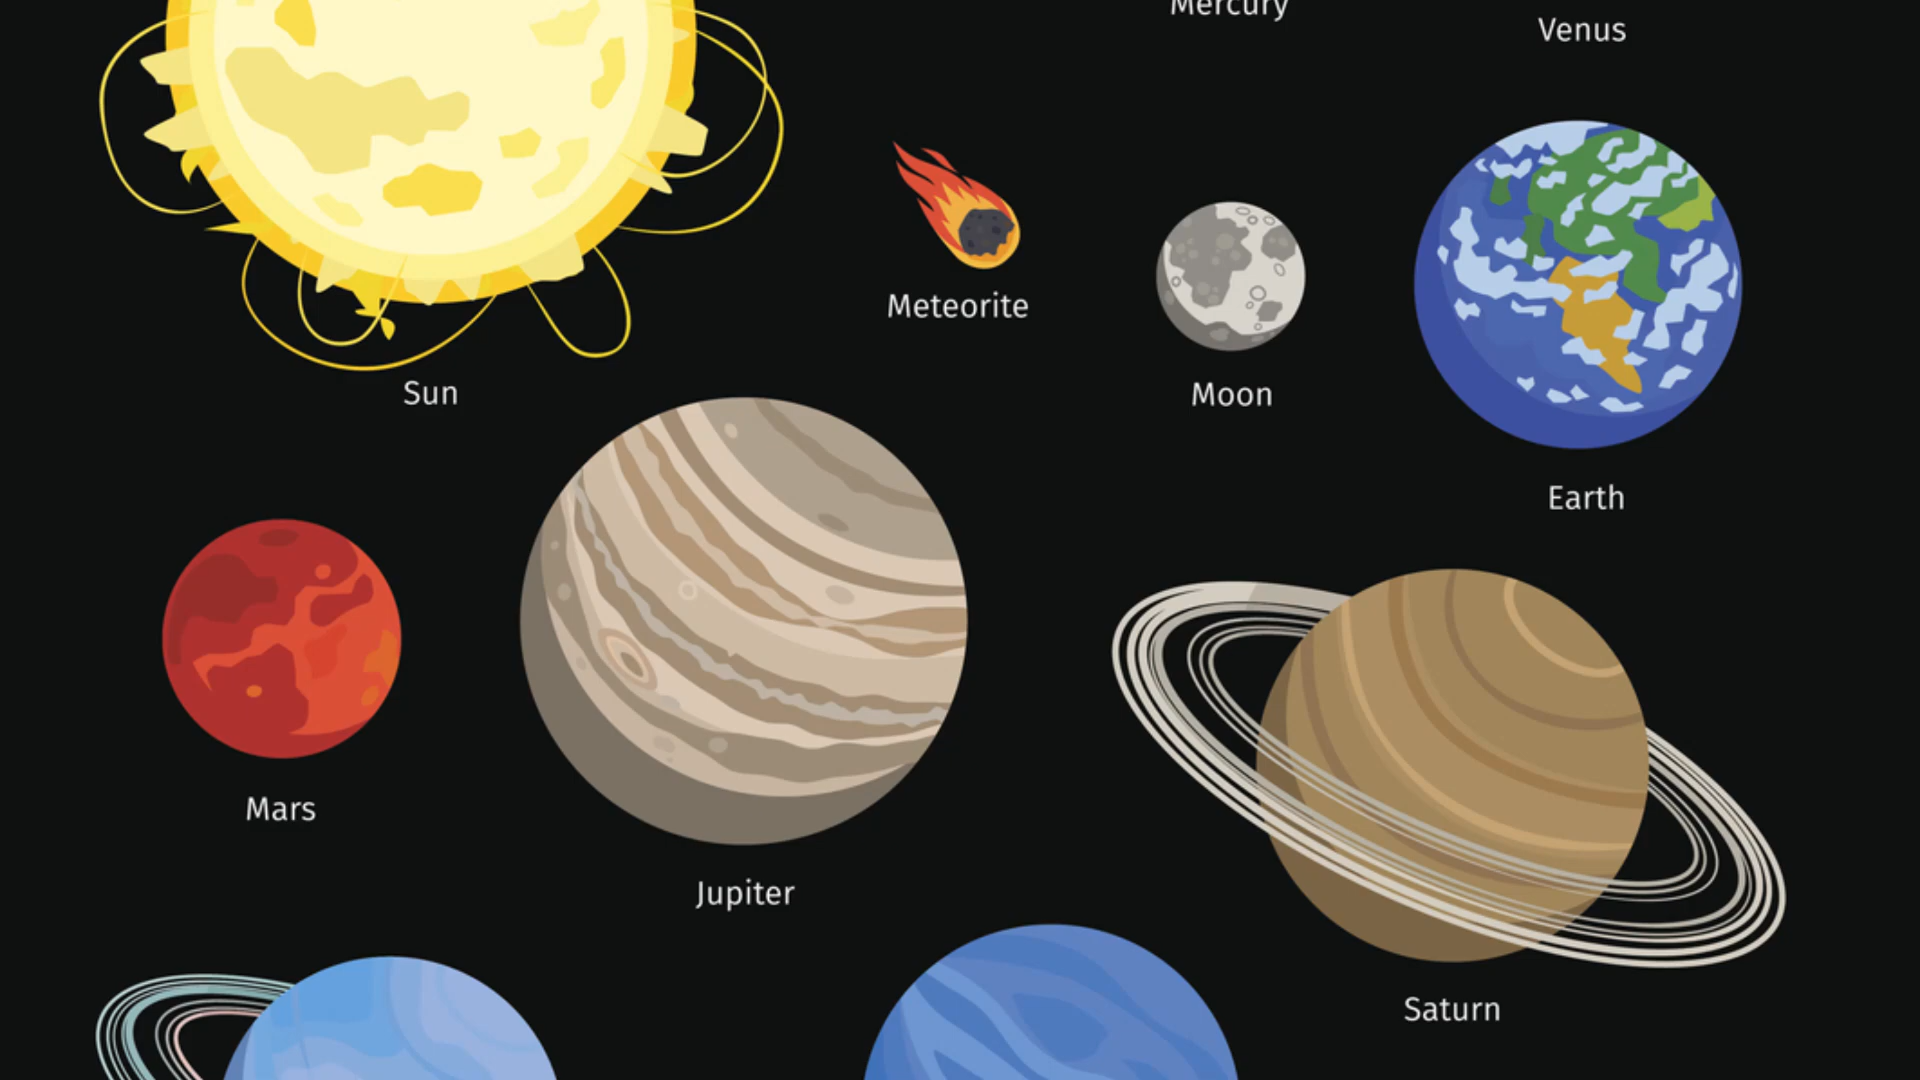 Mercury
Venus
Meteorite
Sun
Moon
Earth
Mars
Jupiter
Saturn